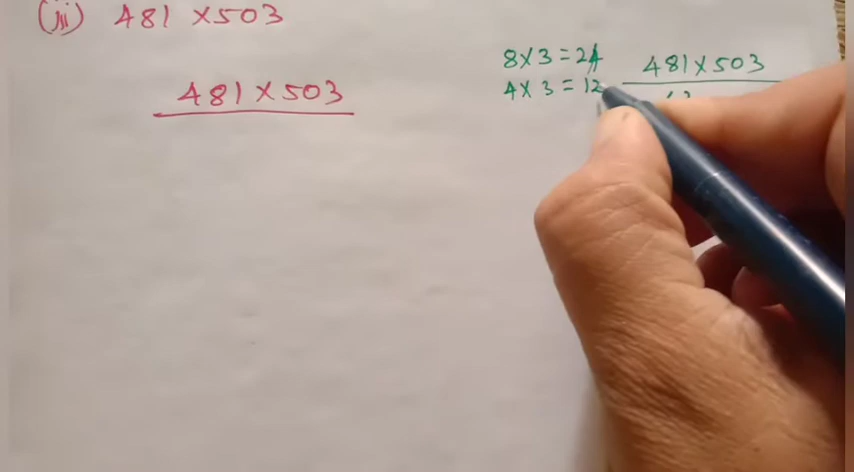 (iii) 481 × 503
481 × 503
8 × 3 = 24
4 × 3 = 12
481 × 503